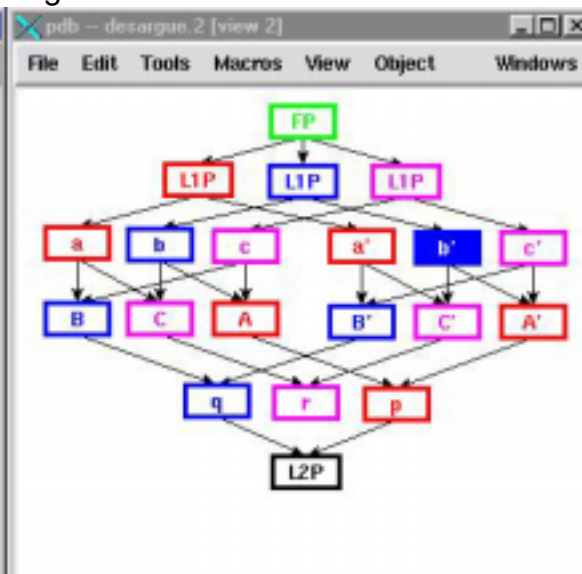 pdb -- desargue.2 [view 2]
File Edit Tools Macros View Object Windows
FP
L1P L1P L1P
a b c a' b' c'
B C A B' C' A'
q r p
L2P